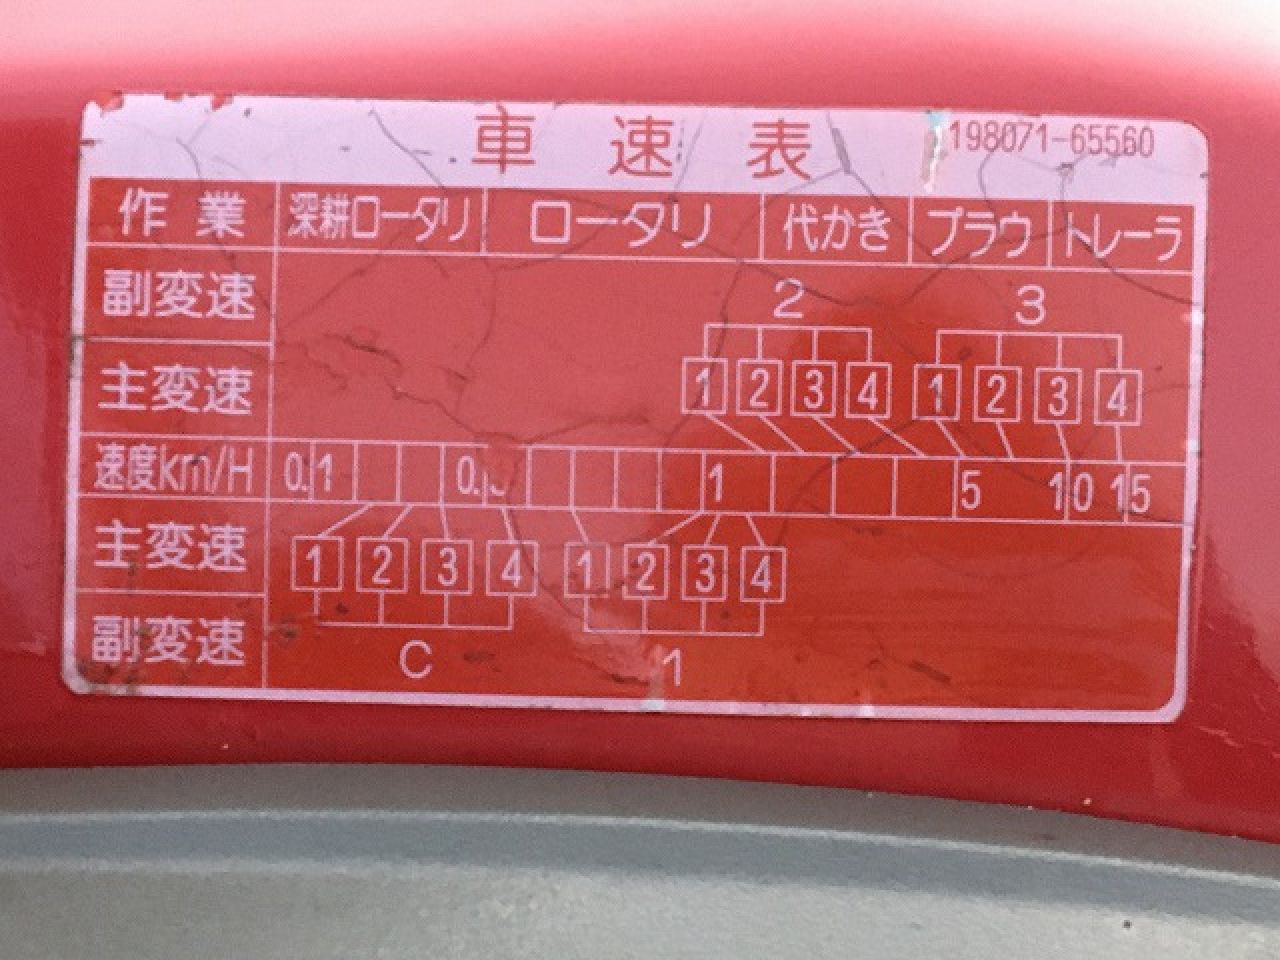 車速表 198071-65560
作業 深耕ロータリ ロータリ 代かき プラウ トレーラ
副変速 2 3
主変速 1 2 3 4 1 2 3 4
速度km/H 0.1 1 5 10 15
主変速 1 2 3 4 1 2 3 4
副変速 C 1